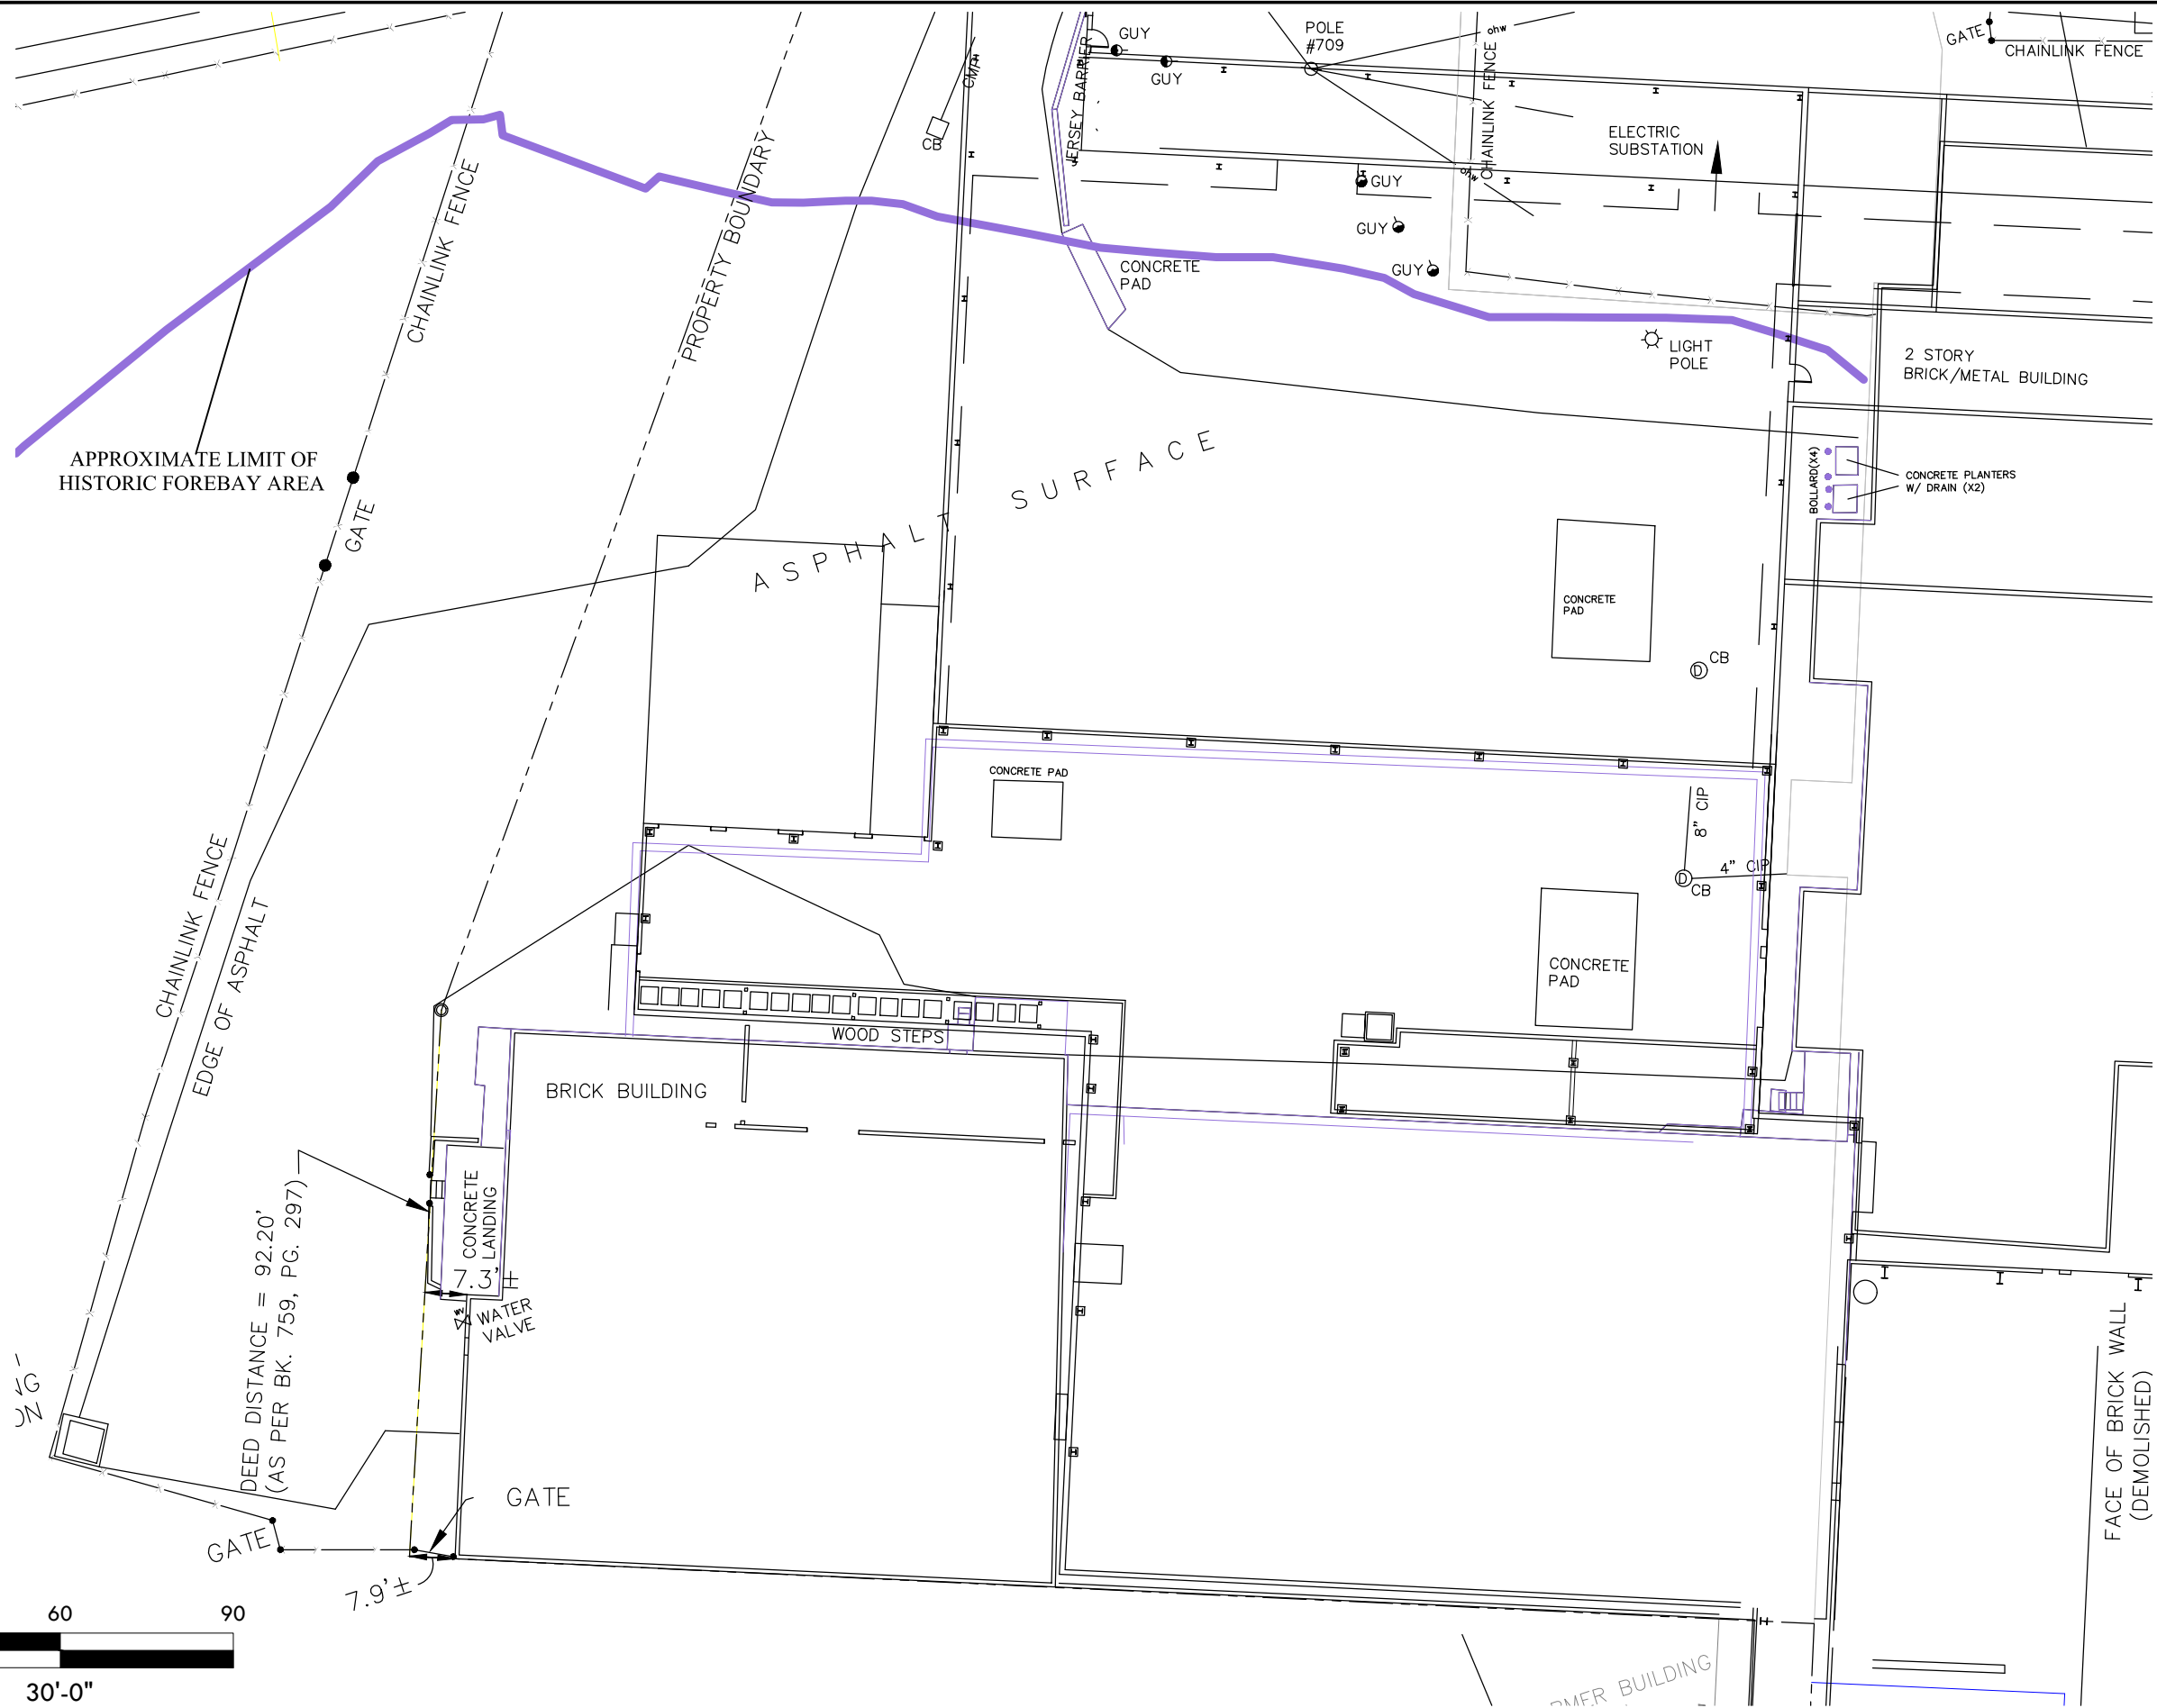 POLE
#709
GUY
GUY
ohw
GATE
CHAINLINK FENCE
CMP
CB
JERSEY BARRIER
CHAINLINK FENCE
ELECTRIC
SUBSTATION
ohw
GUY
GUY
GUY
CHAINLINK FENCE
PROPERTY BOUNDARY
CONCRETE
PAD
LIGHT
POLE
2 STORY
BRICK/METAL BUILDING
APPROXIMATE LIMIT OF
HISTORIC FOREBAY AREA
GATE
ASPHALT SURFACE
BOLLARD(X4)
CONCRETE PLANTERS
W/ DRAIN (X2)
CONCRETE
PAD
D
CB
CONCRETE PAD
8" CIP
4" CIP
D
CB
CHAINLINK FENCE
EDGE OF ASPHALT
CONCRETE
PAD
WOOD STEPS
BRICK BUILDING
CONCRETE
LANDING
7.3'±
WATER
VALVE
DEED DISTANCE = 92.20'
(AS PER BK. 759, PG. 297)
FACE OF BRICK WALL
(DEMOLISHED)
GATE
GATE
7.9'±
60
90
30'-0"
BUILDING